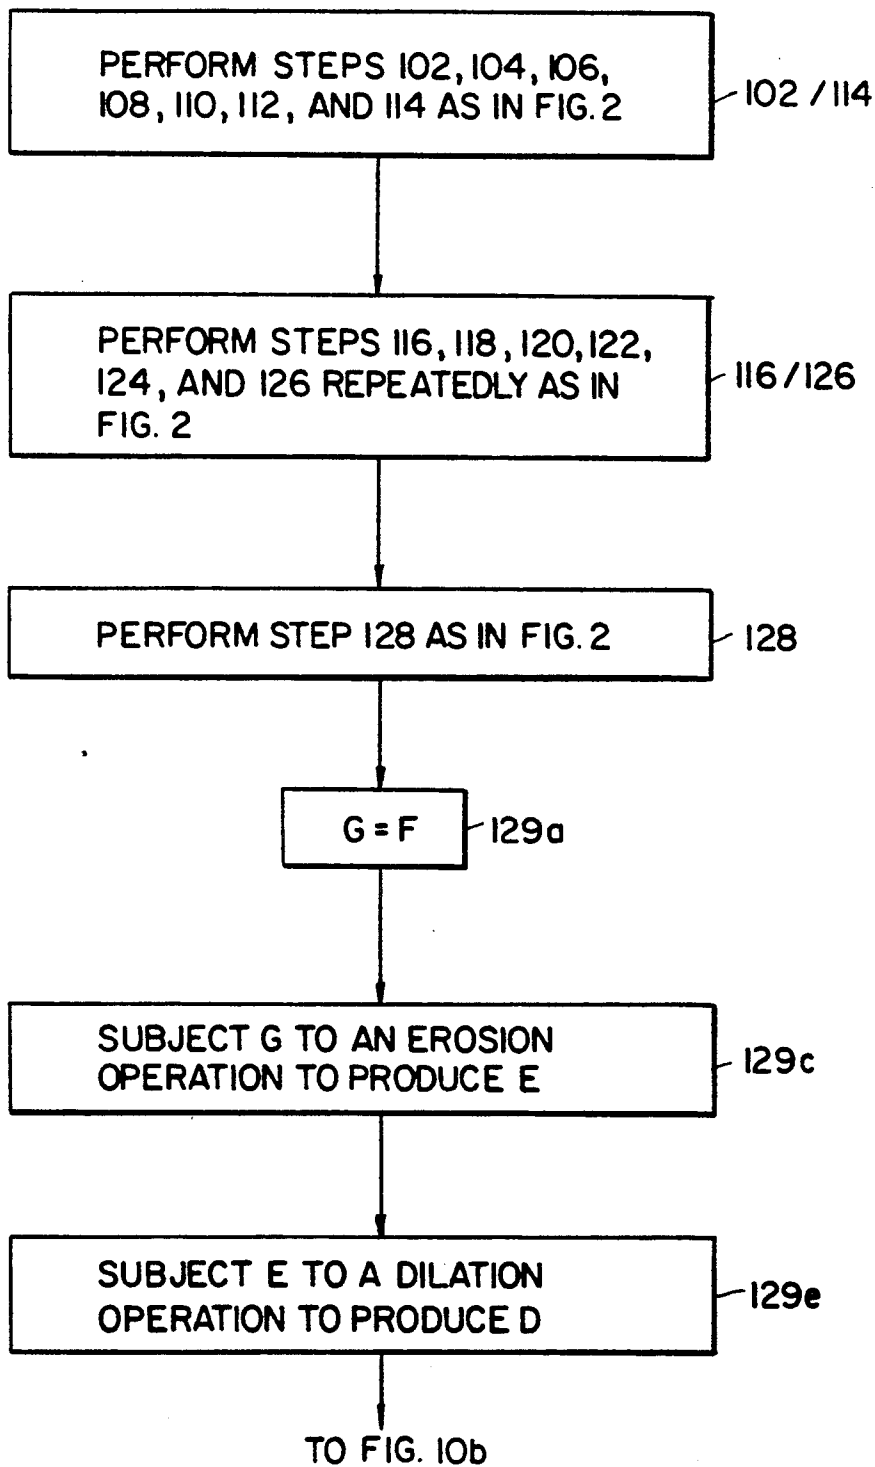 PERFORM STEPS 102, 104, 106,
108, 110, 112, AND 114 AS IN FIG. 2
102 / 114
PERFORM STEPS 116, 118, 120, 122,
124, AND 126 REPEATEDLY AS IN
FIG. 2
116 / 126
PERFORM STEP 128 AS IN FIG. 2
128
G = F
129a
SUBJECT G TO AN EROSION
OPERATION TO PRODUCE E
129c
SUBJECT E TO A DILATION
OPERATION TO PRODUCE D
129e
TO FIG. 10b